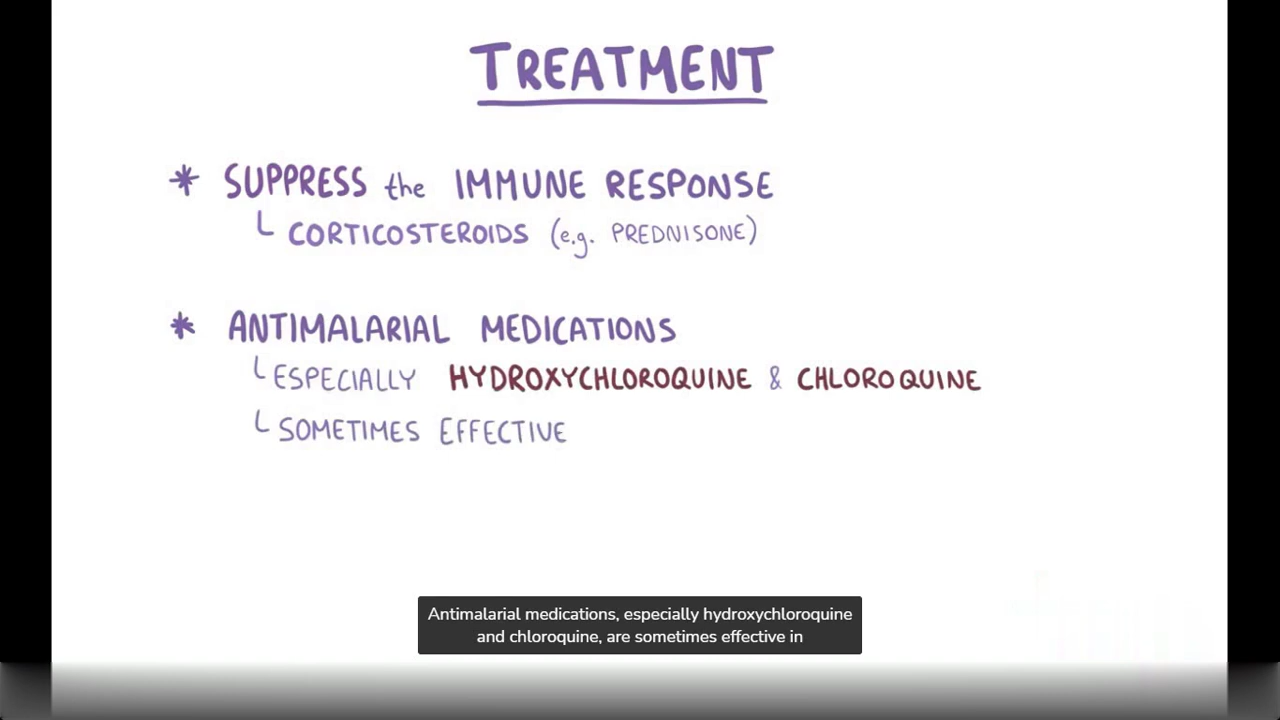 TREATMENT
* SUPPRESS the IMMUNE RESPONSE
CORTICOSTEROIDS (e.g. PREDNISONE)
* ANTIMALARIAL MEDICATIONS
ESPECIALLY HYDROXYCHLOROQUINE & CHLOROQUINE
SOMETIMES EFFECTIVE
Antimalarial medications, especially hydroxychloroquine
and chloroquine, are sometimes effective in